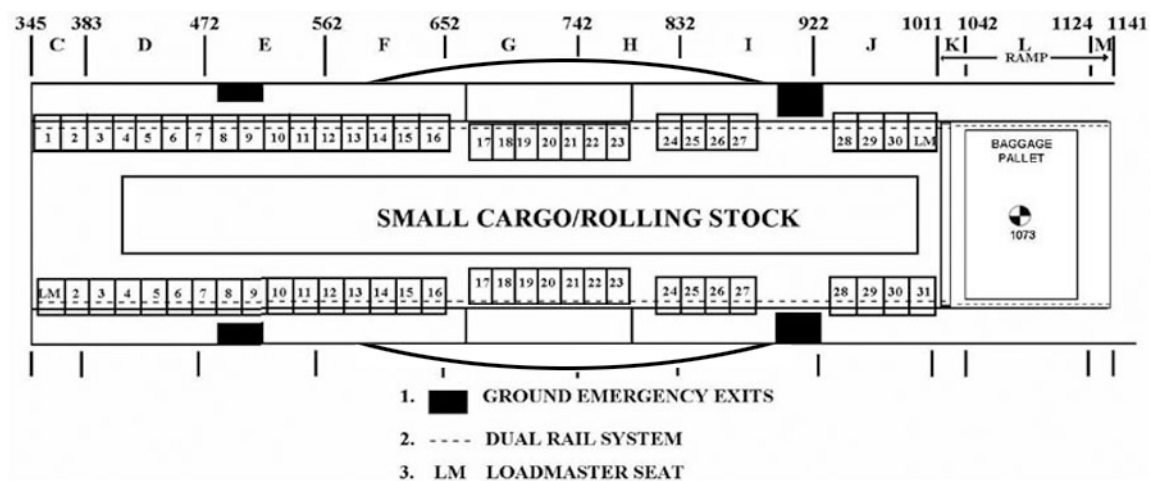 345 383 472 562 652 742 832 922 1011 1042 1124 1141
C D E F G H I J K L M
RAMP
1 2 3 4 5 6 7 8 9 10 11 12 13 14 15 16 17 18 19 20 21 22 23 24 25 26 27 28 29 30 LM
BAGGAGE
PALLET
SMALL CARGO/ROLLING STOCK
1073
LM 2 3 4 5 6 7 8 9 10 11 12 13 14 15 16 17 18 19 20 21 22 23 24 25 26 27 28 29 30 31
1. GROUND EMERGENCY EXITS
2. ---- DUAL RAIL SYSTEM
3. LM LOADMASTER SEAT